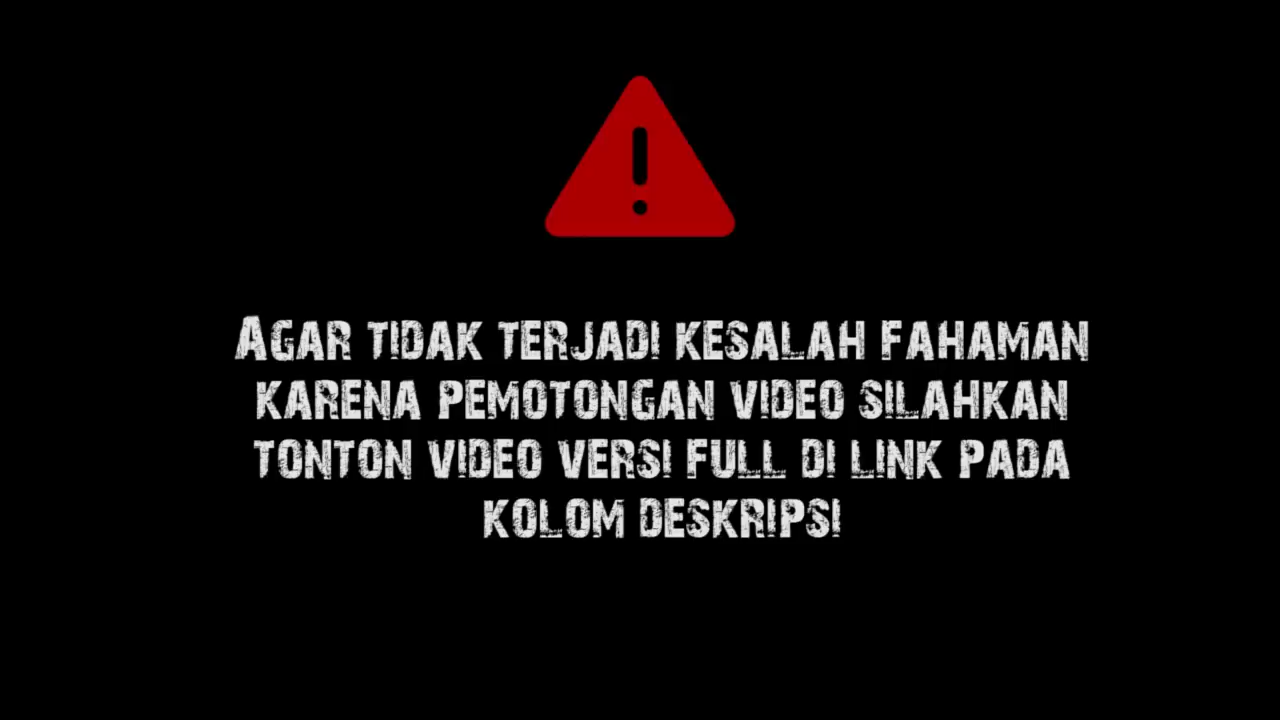 Agar tidak terjadi kesalah fahaman
karena pemotongan video silahkan
tonton video versi full di link pada
kolom deskripsi